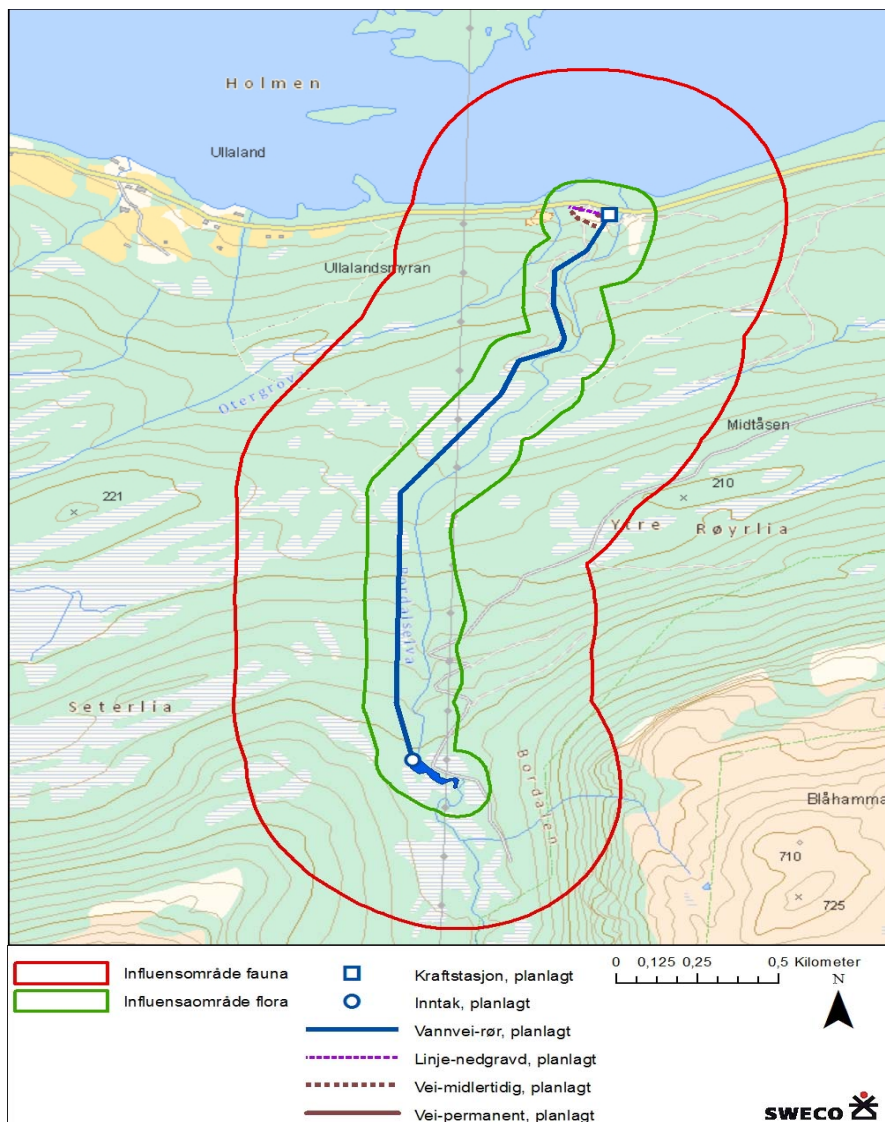 Holmen
Ullaland
Ullalandsmyran
Otergrova
Midtåsen
221
210
Ytre Røyrlia
Bordalselva
Seterlia
Bordalen
Blåhamma
710
725
Influensområde fauna
Influensaområde flora
Kraftstasjon, planlagt
Inntak, planlagt
Vannvei-rør, planlagt
Linje-nedgravd, planlagt
Vei-midlertidig, planlagt
Vei-permanent, planlagt
0 0,125 0,25 0,5 Kilometer
N
SWECO